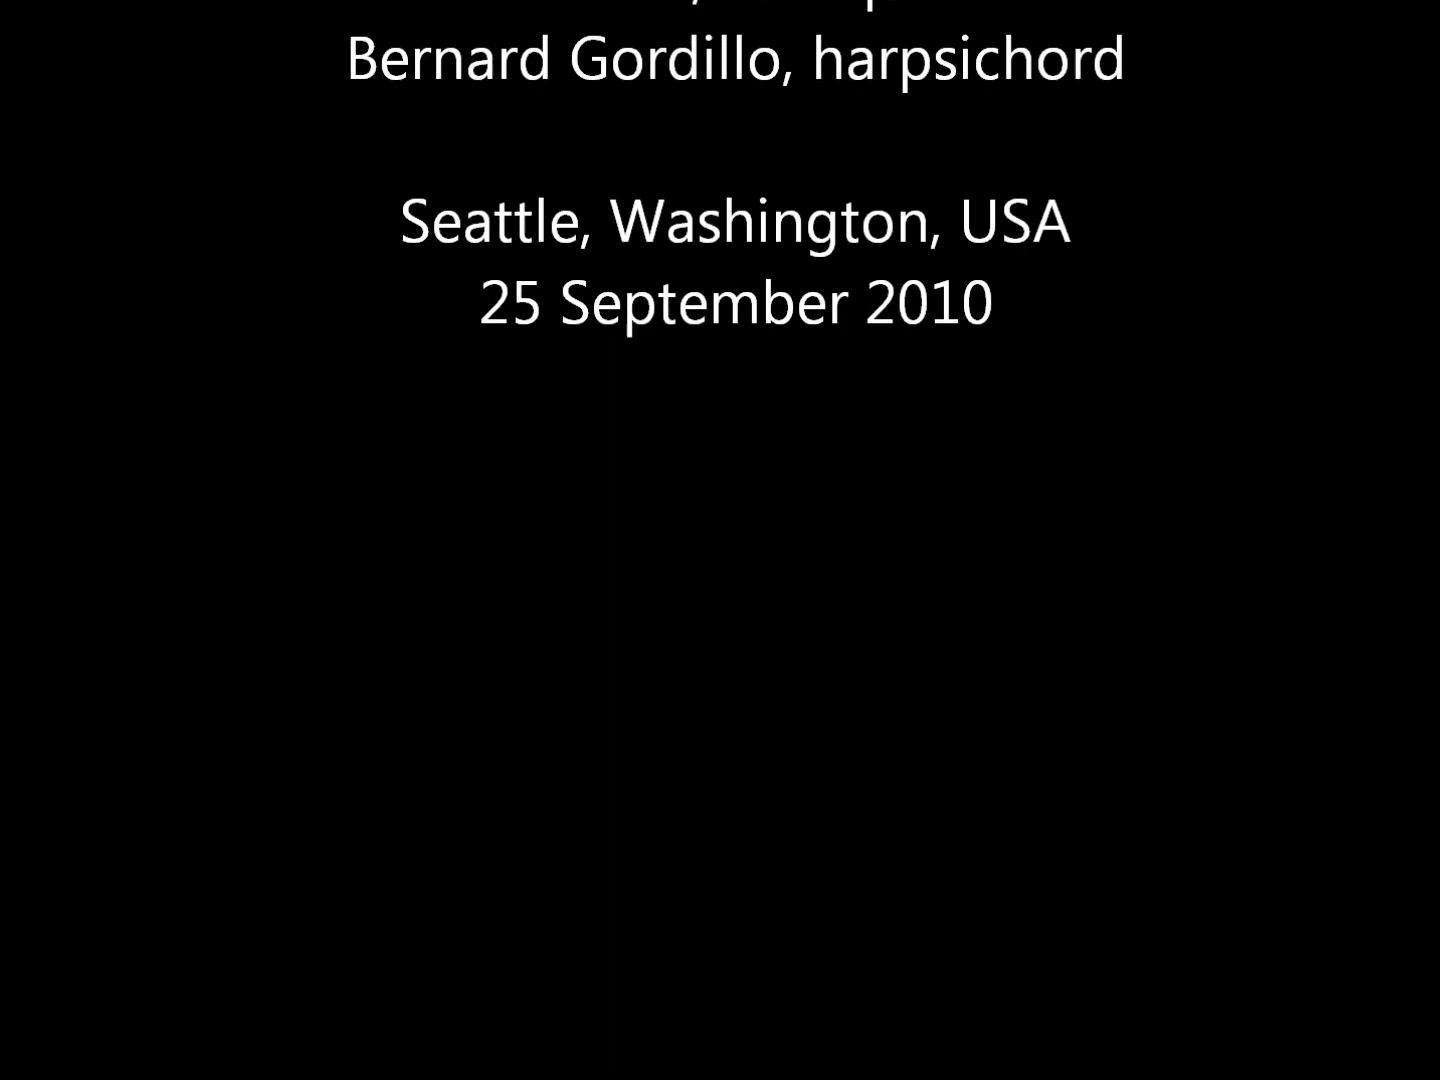 Bernard Gordillo, harpsichord
Seattle, Washington, USA
25 September 2010